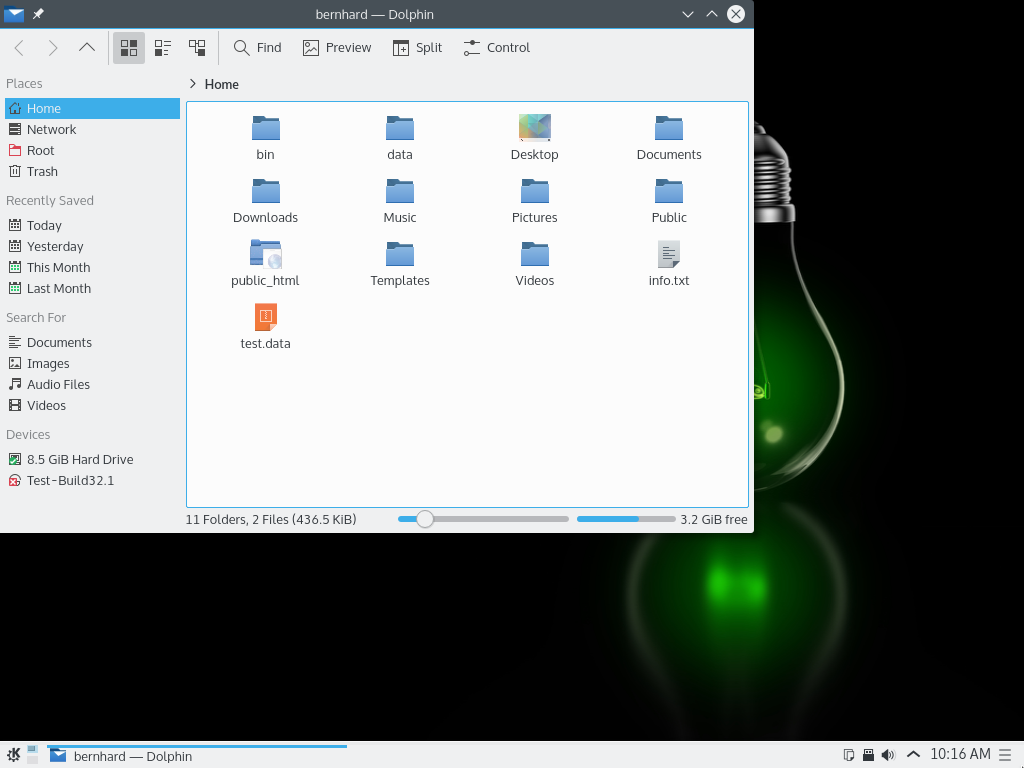 bernhard — Dolphin
Find Preview Split Control
Places
Home
Network
Root
Trash
Recently Saved
Today
Yesterday
This Month
Last Month
Search For
Documents
Images
Audio Files
Videos
Devices
8.5 GiB Hard Drive
Test-Build32.1
Home
bin data Desktop Documents
Downloads Music Pictures Public
public_html Templates Videos info.txt
test.data
11 Folders, 2 Files (436.5 KiB) 3.2 GiB free
bernhard — Dolphin 10:16 AM